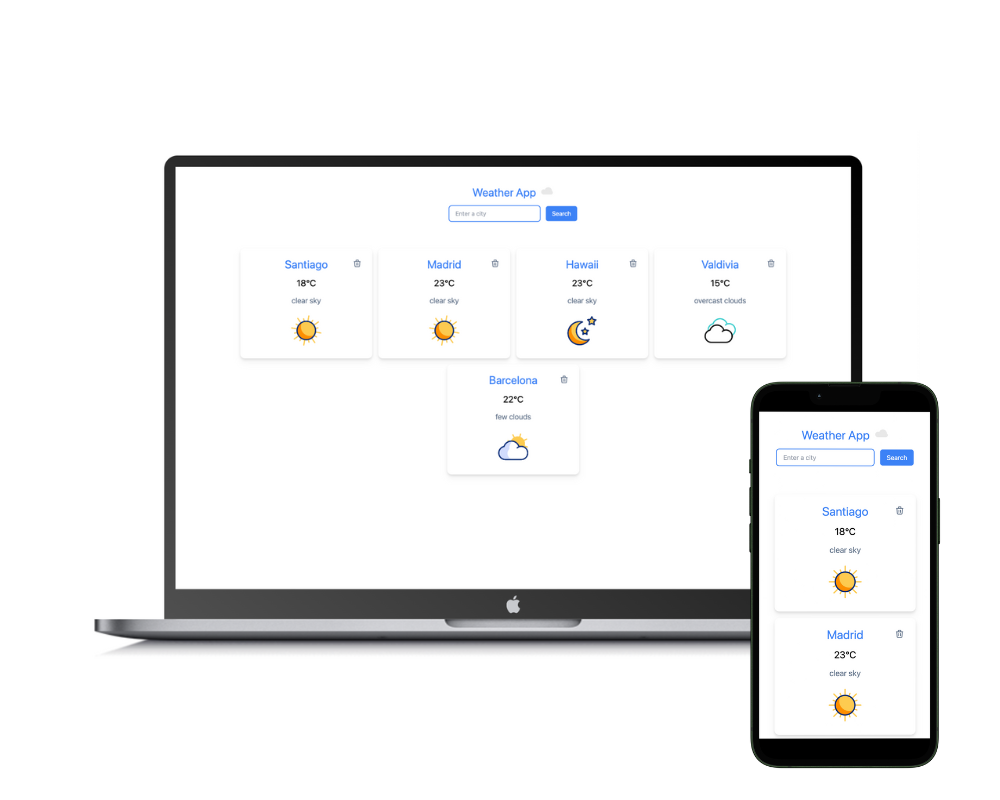 Weather App
Enter a city
Search
Santiago
18°C
clear sky
Madrid
23°C
clear sky
Hawaii
23°C
clear sky
Valdivia
15°C
overcast clouds
Barcelona
22°C
few clouds
Weather App
Enter a city
Search
Santiago
18°C
clear sky
Madrid
23°C
clear sky